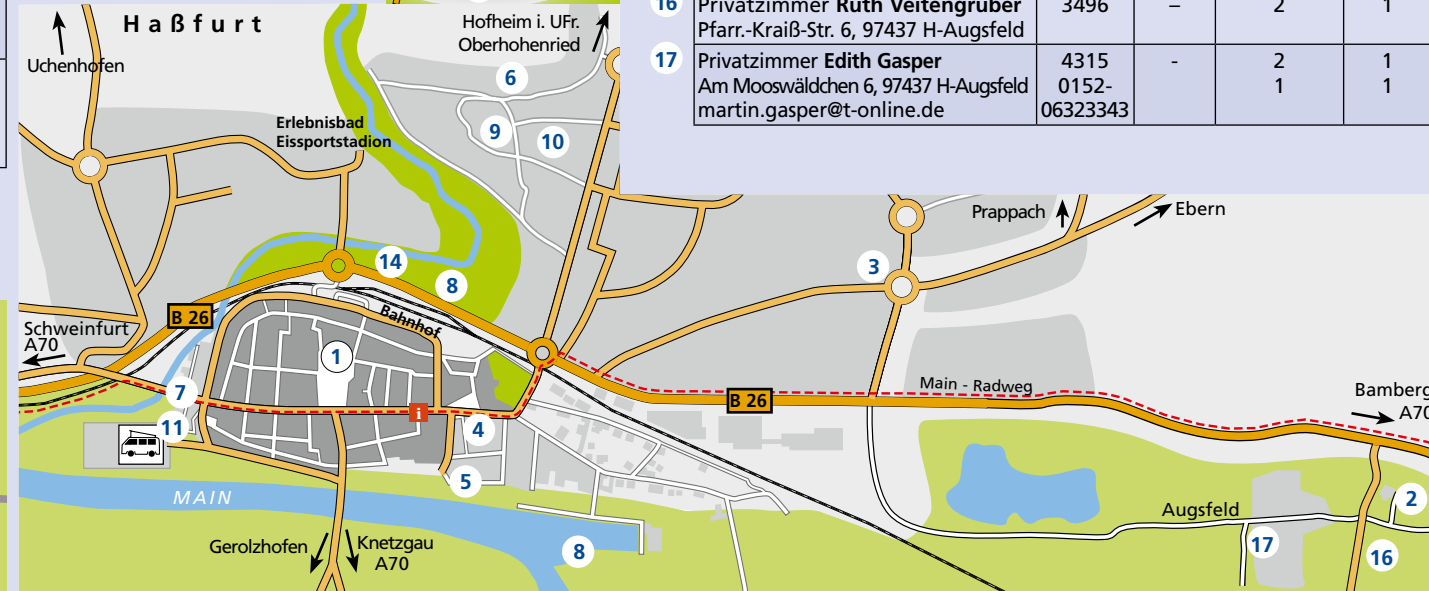 Haßfurt
Uchenhofen
Hofheim i. UFr.
Oberhohenried
16 Privatzimmer Ruth Veitengruber 3496 – 2 1
Pfarr.-Kraiß-Str. 6, 97437 H-Augsfeld
17 Privatzimmer Edith Gasper 4315 - 2 1
Am Mooswäldchen 6, 97437 H-Augsfeld 0152- 1 1
martin.gasper@t-online.de 06323343
6
Erlebnisbad
Eissportstadion
9
10
Prappach
Ebern
14
3
8
B 26
Bahnhof
Schweinfurt
A70
1
7
Main - Radweg
B 26
Bamberg
A70
i
11
4
5
MAIN
2
Augsfeld
Gerolzhofen
Knetzgau
A70
8
17
16